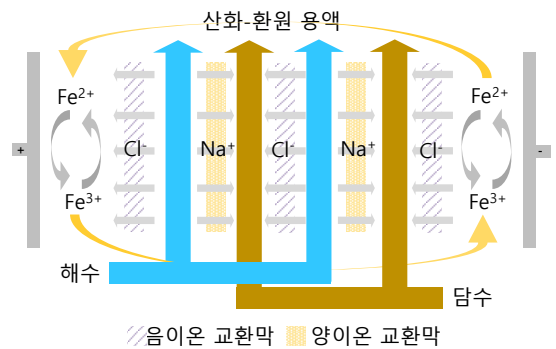 산화-환원 용액
Fe²⁺ Fe²⁺
+ Cl⁻ Na⁺ Cl⁻ Na⁺ Cl⁻ -
Fe³⁺ Fe³⁺
해수
담수
음이온 교환막 양이온 교환막